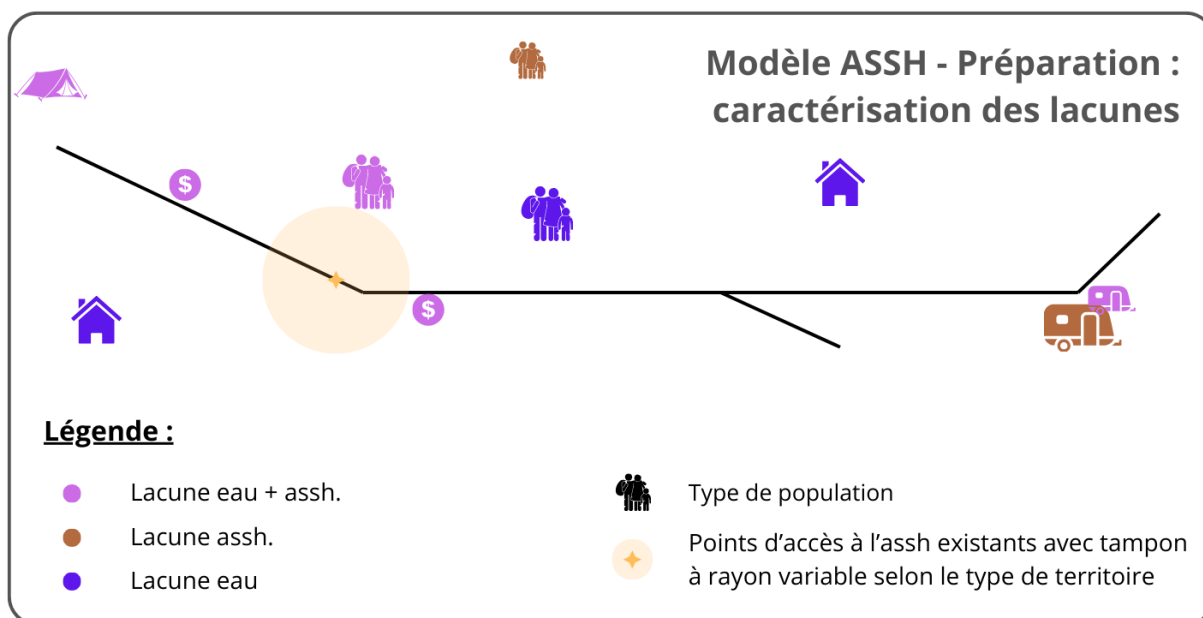 Modèle ASSH - Préparation :
caractérisation des lacunes
$
$
Légende :
Lacune eau + assh.
Lacune assh.
Lacune eau
Type de population
Points d’accès à l’assh existants avec tampon
à rayon variable selon le type de territoire